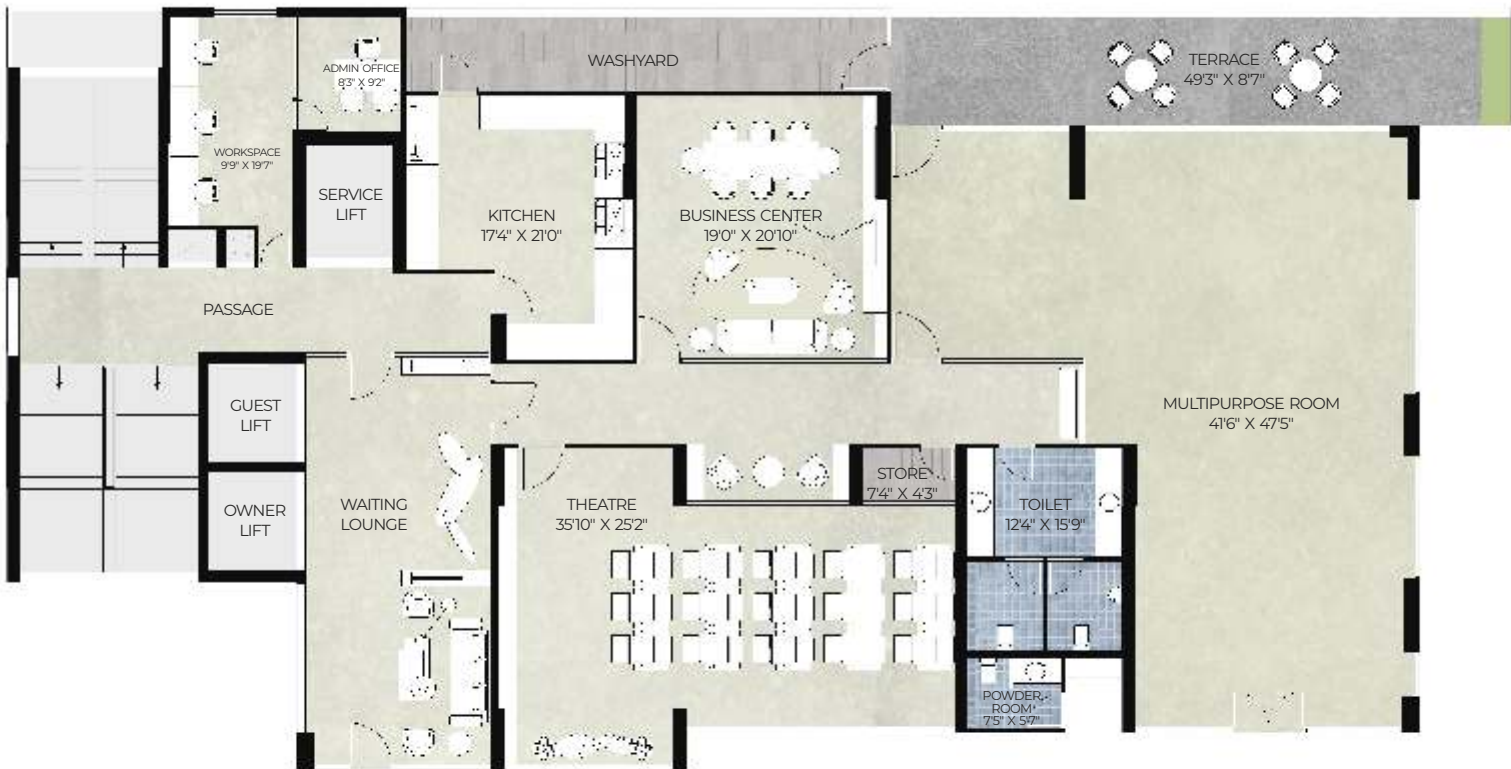 WASHYARD
TERRACE
49'3" X 8'7"
ADMIN OFFICE
8'3" X 9'2"
WORKSPACE
9'9" X 19'7"
SERVICE
LIFT
KITCHEN
17'4" X 21'0"
BUSINESS CENTER
19'0" X 20'10"
PASSAGE
GUEST
LIFT
MULTIPURPOSE ROOM
41'6" X 47'5"
OWNER
LIFT
WAITING
LOUNGE
THEATRE
35'10" X 25'2"
STORE
7'4" X 4'3"
TOILET
12'4" X 15'9"
POWDER
ROOM
7'5" X 5'7"